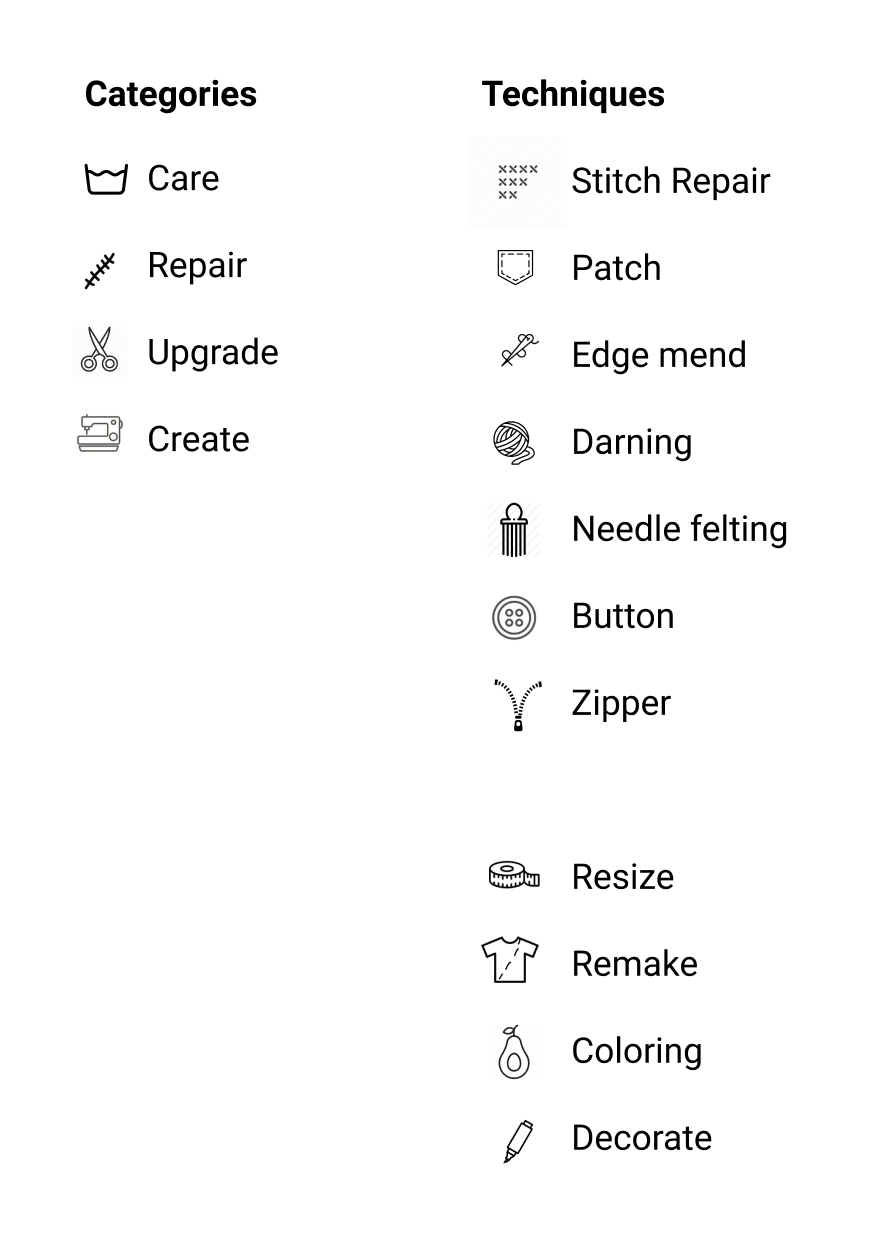 Categories
Care
Repair
Upgrade
Create
Techniques
Stitch Repair
Patch
Edge mend
Darning
Needle felting
Button
Zipper
Resize
Remake
Coloring
Decorate